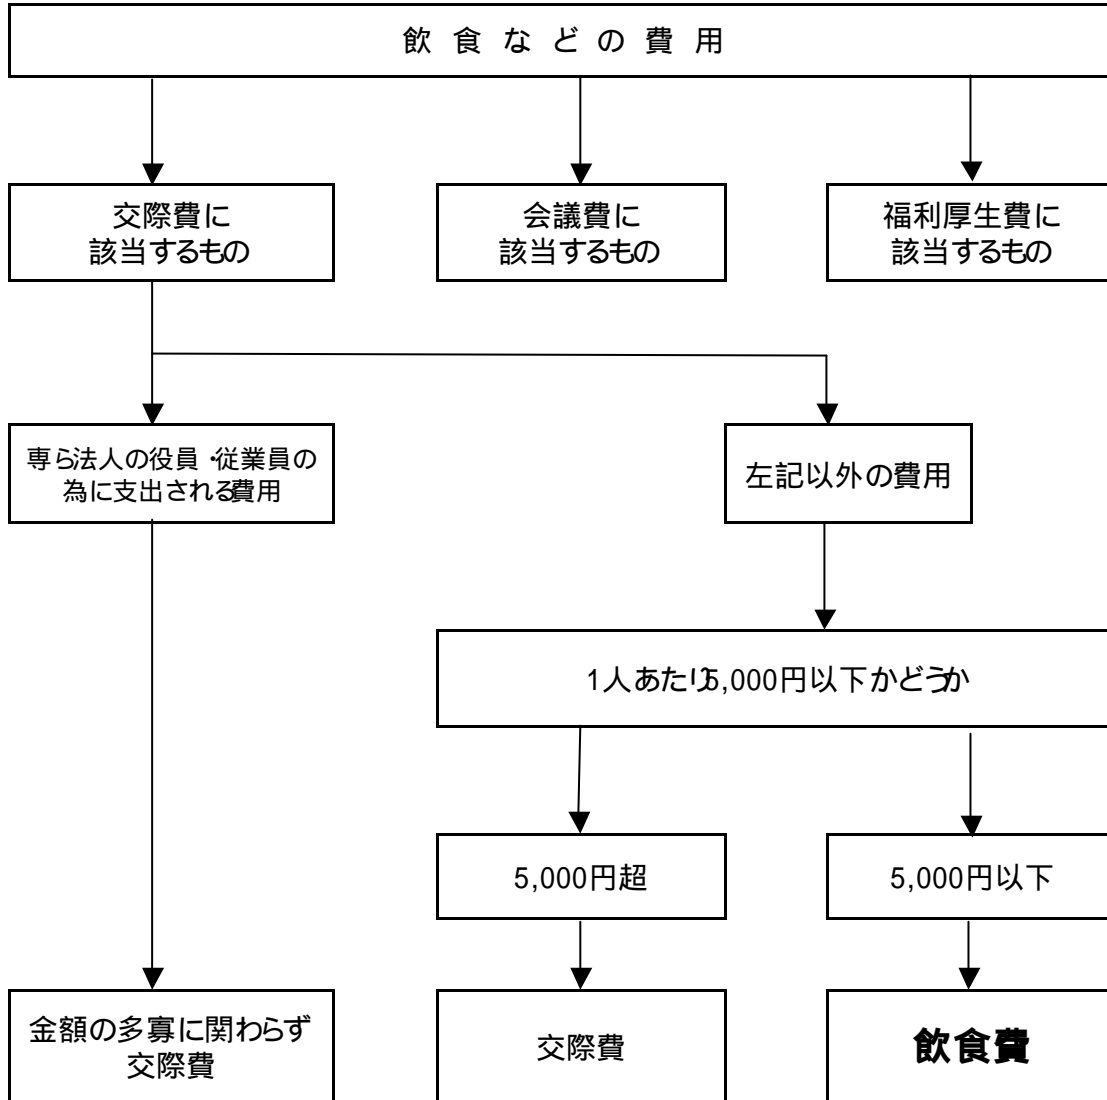 飲食などの費用
交際費に
該当するもの
会議費に
該当するもの
福利厚生費に
該当するもの
専ら法人の役員・従業員の
為に支出される費用
左記以外の費用
1人あたり5,000円以下かどうか
5,000円超
5,000円以下
金額の多寡に関わらず
交際費
交際費
飲食費